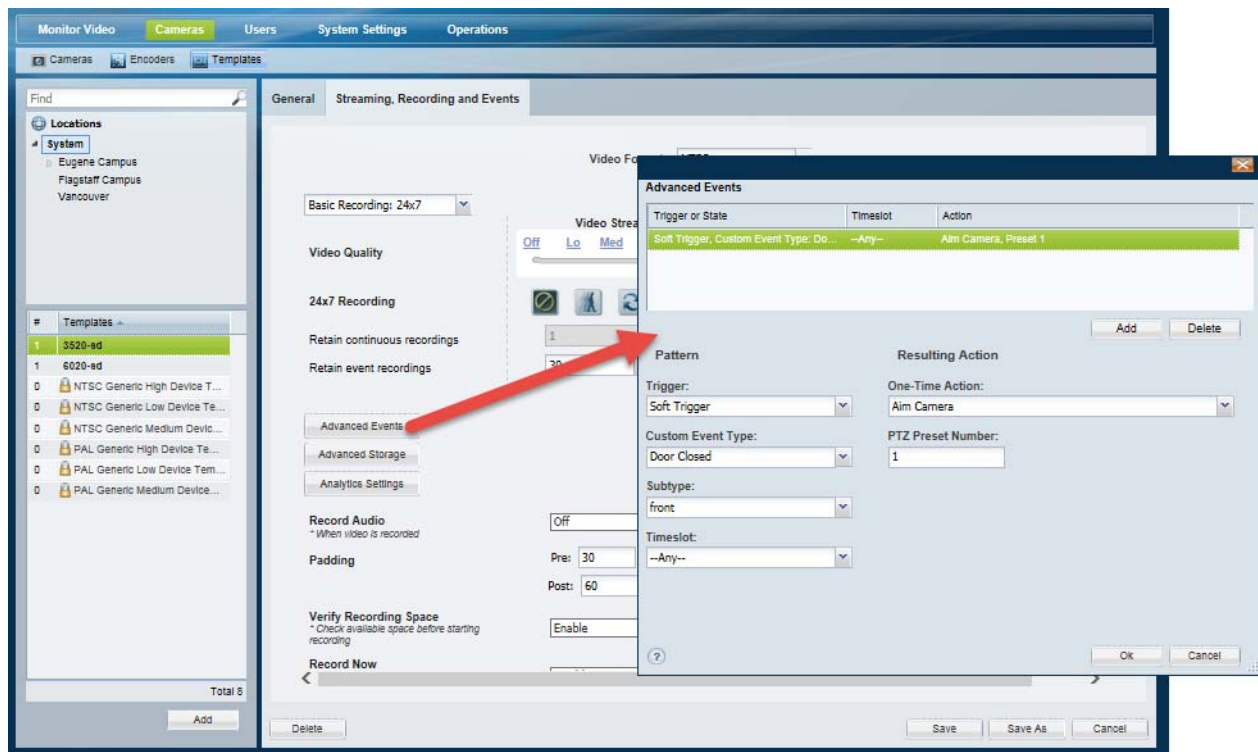 Monitor Video Cameras Users System Settings Operations
Cameras Encoders Templates
Find
Locations
System
Eugene Campus
Flagstaff Campus
Vancouver
# Templates
1 3520-sd
1 6020-sd
0 NTSC Generic High Device T...
0 NTSC Generic Low Device Te...
0 NTSC Generic Medium Devic...
0 PAL Generic High Device Te...
0 PAL Generic Low Device Tem...
0 PAL Generic Medium Device...
Total 8
Add
General Streaming, Recording and Events
Video Fo
Basic Recording: 24x7
Video Strea
Video Quality
Off Lo Med
24x7 Recording
Retain continuous recordings 1
Retain event recordings
Advanced Events
Advanced Storage
Analytics Settings
Record Audio Off
* When video is recorded
Padding Pre: 30
Post: 60
Verify Recording Space Enable
* Check available space before starting
recording
Record Now
Delete Save Save As Cancel
Advanced Events
Trigger or State Timeslot Action
Soft Trigger, Custom Event Type: Do... --Any-- Aim Camera, Preset 1
Add Delete
Pattern Resulting Action
Trigger: One-Time Action:
Soft Trigger Aim Camera
Custom Event Type: PTZ Preset Number:
Door Closed 1
Subtype:
front
Timeslot:
--Any--
? Ok Cancel